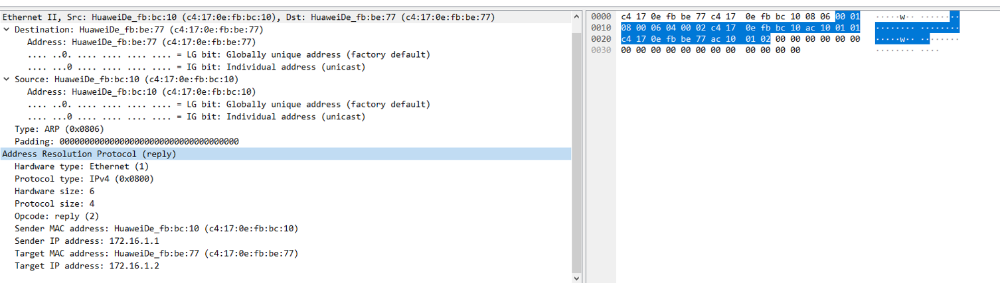 Ethernet II, Src: HuaweiDe_fb:bc:10 (c4:17:0e:fb:bc:10), Dst: HuaweiDe_fb:be:77 (c4:17:0e:fb:be:77)
Destination: HuaweiDe_fb:be:77 (c4:17:0e:fb:be:77)
Address: HuaweiDe_fb:be:77 (c4:17:0e:fb:be:77)
.... ..0. .... .... .... .... = LG bit: Globally unique address (factory default)
.... ...0 .... .... .... .... = IG bit: Individual address (unicast)
Source: HuaweiDe_fb:bc:10 (c4:17:0e:fb:bc:10)
Address: HuaweiDe_fb:bc:10 (c4:17:0e:fb:bc:10)
.... ..0. .... .... .... .... = LG bit: Globally unique address (factory default)
.... ...0 .... .... .... .... = IG bit: Individual address (unicast)
Type: ARP (0x0806)
Padding: 000000000000000000000000000000000000
Address Resolution Protocol (reply)
Hardware type: Ethernet (1)
Protocol type: IPv4 (0x0800)
Hardware size: 6
Protocol size: 4
Opcode: reply (2)
Sender MAC address: HuaweiDe_fb:bc:10 (c4:17:0e:fb:bc:10)
Sender IP address: 172.16.1.1
Target MAC address: HuaweiDe_fb:be:77 (c4:17:0e:fb:be:77)
Target IP address: 172.16.1.2
0000 c4 17 0e fb be 77 c4 17 0e fb bc 10 08 06 00 01 ·····w·· ········
0010 08 00 06 04 00 02 c4 17 0e fb bc 10 ac 10 01 01 ········ ········
0020 c4 17 0e fb be 77 ac 10 01 02 00 00 00 00 00 00 ·····w·· ········
0030 00 00 00 00 00 00 00 00 00 00 00 00 ········ ····